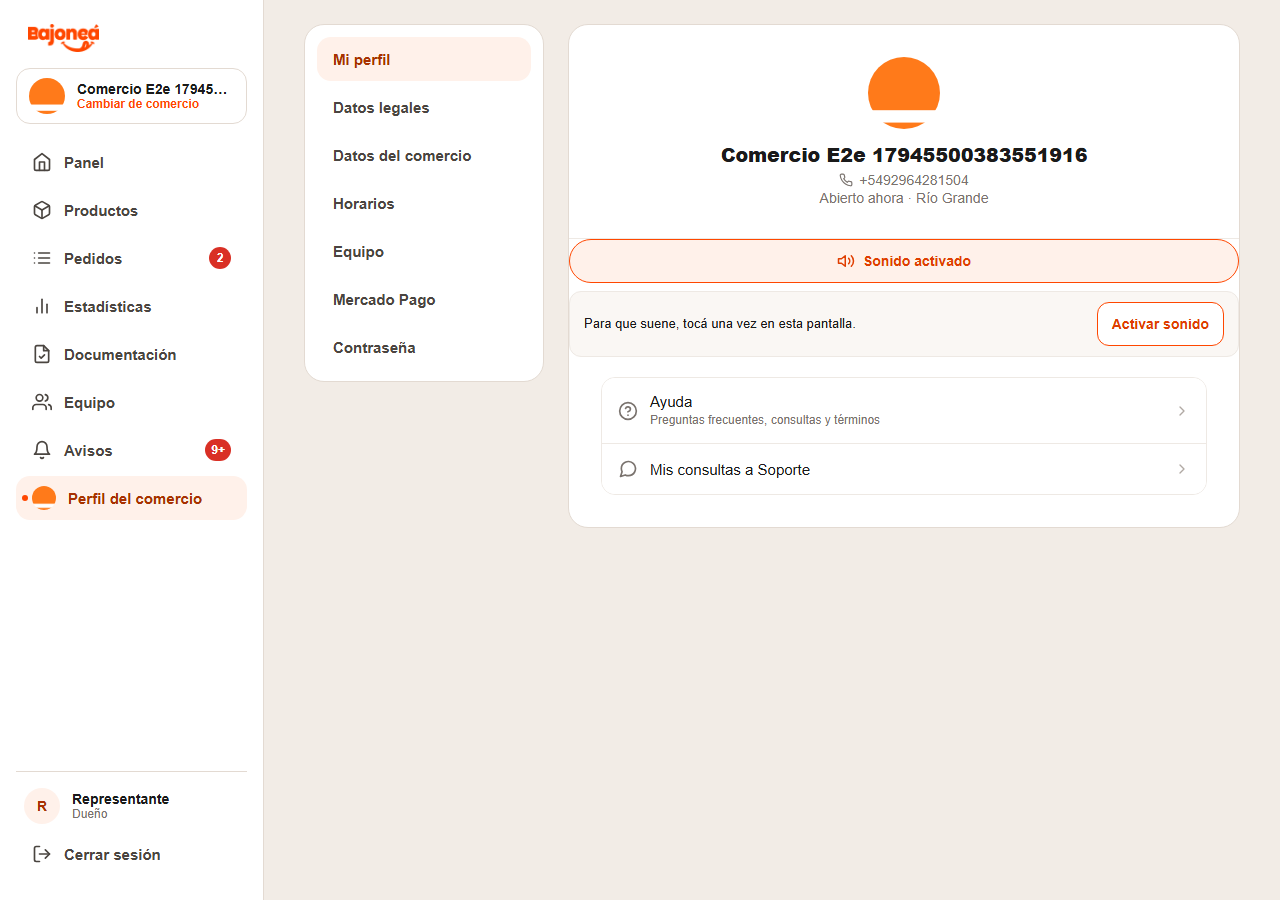 Bajoneá
Comercio E2e 17945…
Cambiar de comercio
Panel
Productos
Pedidos 2
Estadísticas
Documentación
Equipo
Avisos 9+
Perfil del comercio
Representante
R
Dueño
Cerrar sesión
Mi perfil
Datos legales
Datos del comercio
Horarios
Equipo
Mercado Pago
Contraseña
Comercio E2e 17945500383551916
+5492964281504
Abierto ahora · Río Grande
Sonido activado
Para que suene, tocá una vez en esta pantalla.
Activar sonido
Ayuda
Preguntas frecuentes, consultas y términos
Mis consultas a Soporte